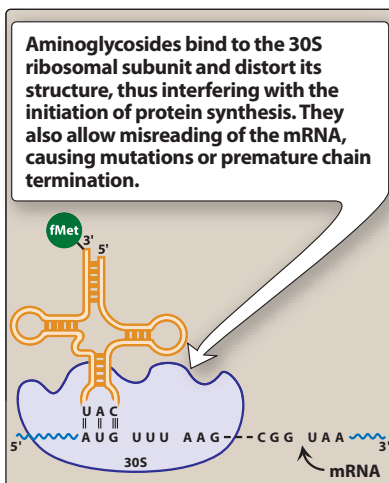 Aminoglycosides bind to the 30S
ribosomal subunit and distort its
structure, thus interfering with the
initiation of protein synthesis. They
also allow misreading of the mRNA,
causing mutations or premature chain
termination.
fMet
3' 5'
U A C
5' A U G U U U A A G C G G U A A 3'
30S
mRNA